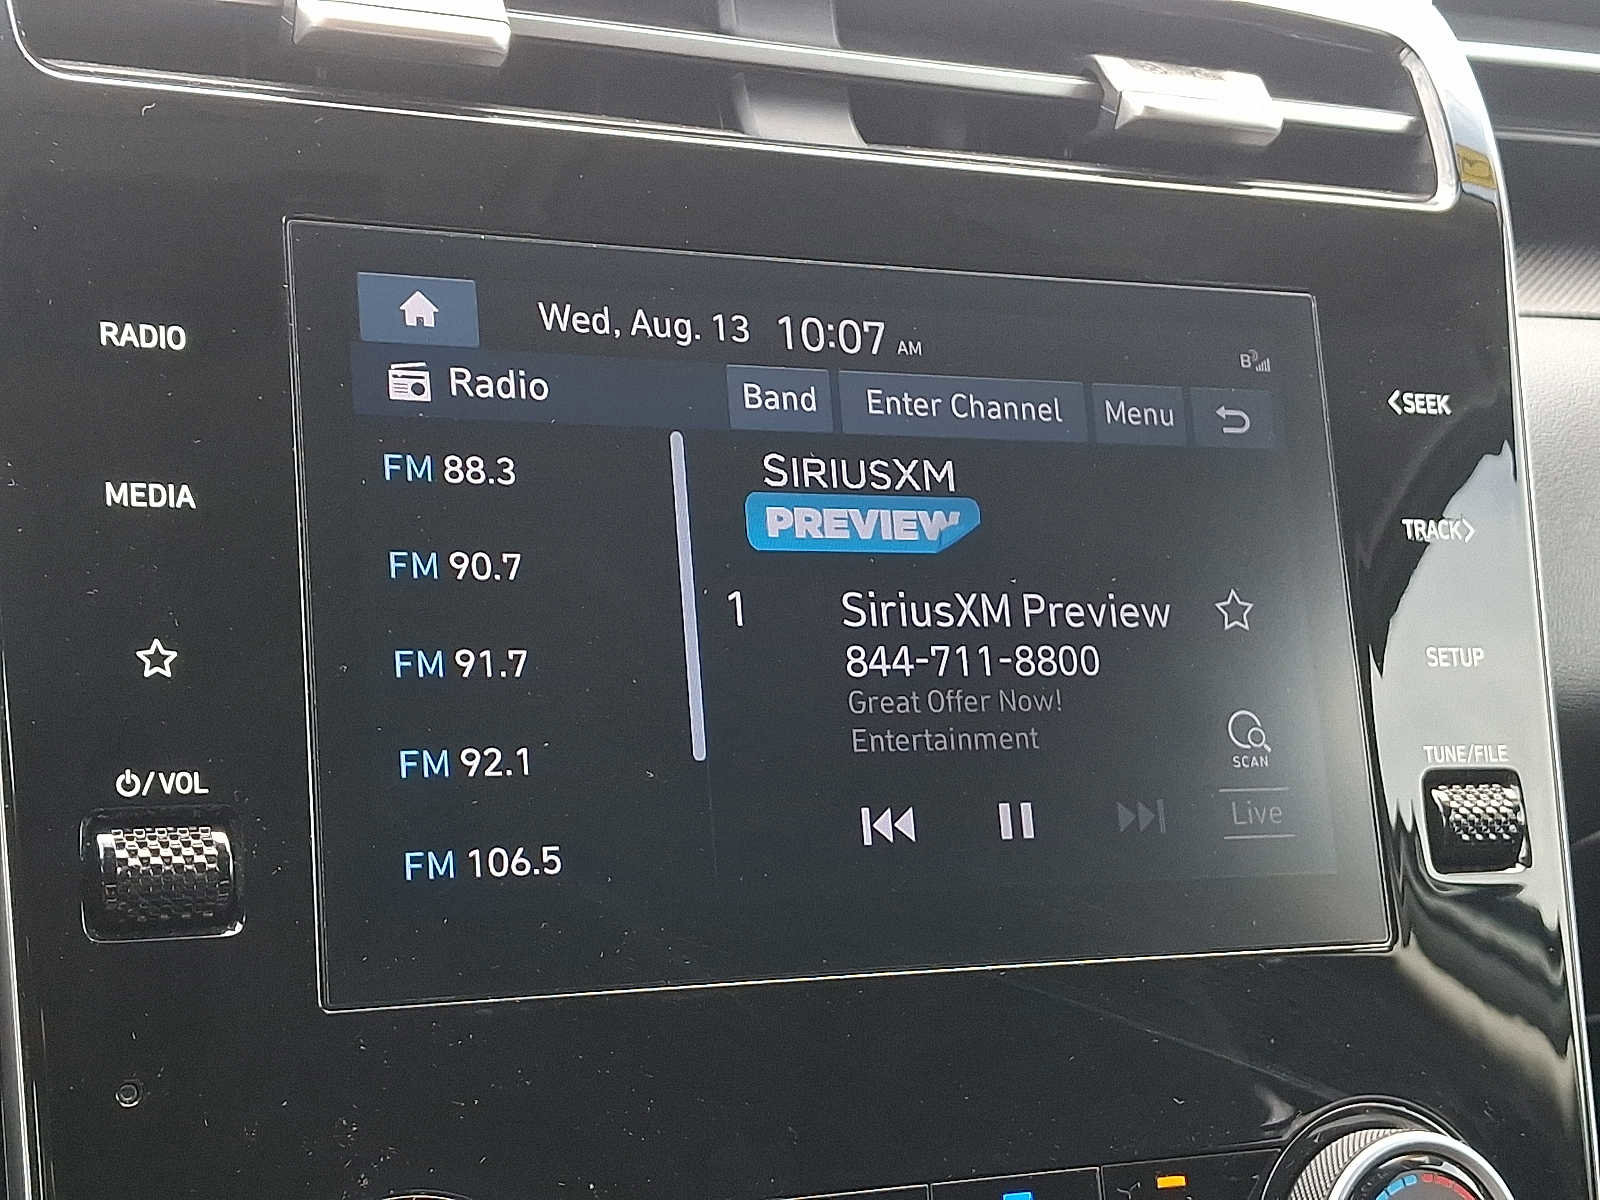 Wed, Aug. 13 10:07 AM
B
Radio
Band
Enter Channel
Menu
RADIO
MEDIA
/VOL
FM 88.3
FM 90.7
FM 91.7
FM 92.1
FM 106.5
SIRIUSXM
PREVIEW
1 SiriusXM Preview
844-711-8800
Great Offer Now!
Entertainment
SCAN
Live
<SEEK
TRACK>
SETUP
TUNE/FILE